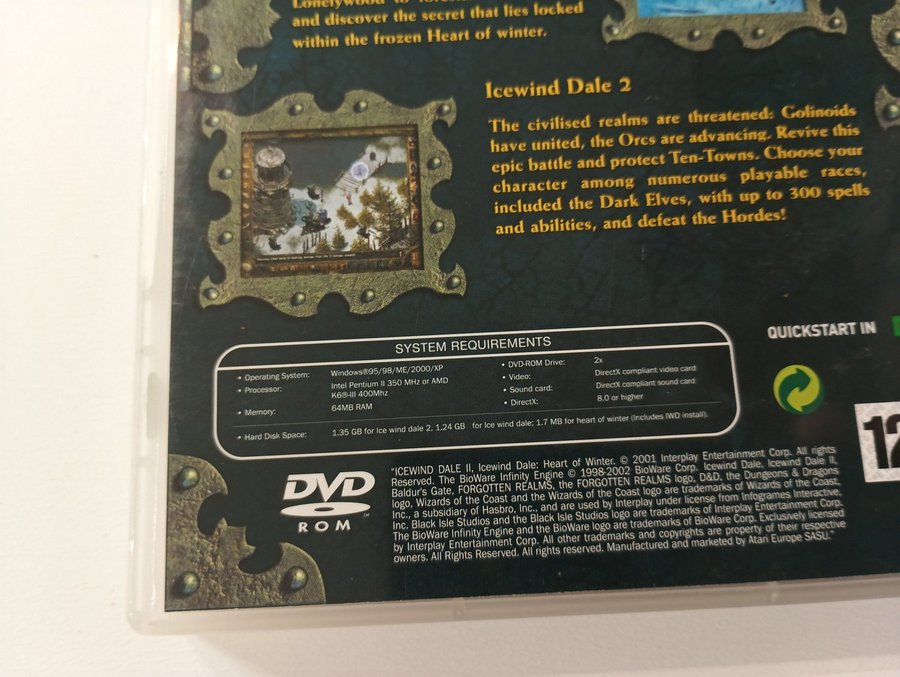 Lonelywood to
and discover the secret that lies locked
within the frozen Heart of winter.
Icewind Dale 2
The civilised realms are threatened: Golinoids
have united, the Orcs are advancing. Revive this
epic battle and protect Ten-Towns. Choose your
character among numerous playable races,
included the Dark Elves, with up to 300 spells
and abilities, and defeat the Hordes!
QUICKSTART IN
SYSTEM REQUIREMENTS
• Operating System: Windows®95/98/ME/2000/XP
• Processor: Intel Pentium II 350 MHz or AMD
K6®-III 400Mhz
• Memory: 64MB RAM
• DVD-ROM Drive: 2x
• Video: DirectX compliant video card
• Sound card: DirectX compliant sound card
• DirectX: 8.0 or higher
• Hard Disk Space: 1.35 GB for Ice wind dale 2, 1.24 GB for Ice wind dale; 1.7 MB for heart of winter (Includes IWD install).
12
DVD
ROM
"ICEWIND DALE II, Icewind Dale: Heart of Winter. © 2001 Interplay Entertainment Corp. All rights
Reserved. The BioWare Infinity Engine © 1998-2002 BioWare Corp. Icewind Dale, Icewind Dale II,
Baldur's Gate, FORGOTTEN REALMS, the FORGOTTEN REALMS logo, D&D, the Dungeons & Dragons
logo, Wizards of the Coast and the Wizards of the Coast logo are trademarks of Wizards of the Coast,
Inc., a subsidiary of Hasbro, Inc., and are used by Interplay under license from Infogrames Interactive,
Inc. Black Isle Studios and the Black Isle Studios logo are trademarks of Interplay Entertainment Corp.
The BioWare Infinity Engine and the BioWare logo are trademarks of BioWare Corp. Exclusively licensed
by Interplay Entertainment Corp. All other trademarks and copyrights are property of their respective
owners. All Rights Reserved. All rights reserved. Manufactured and marketed by Atari Europe SASU."